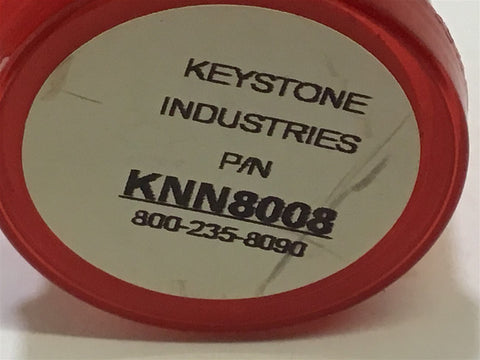 KEYSTONE
INDUSTRIES
P/N
KNN8008
800-235-8090